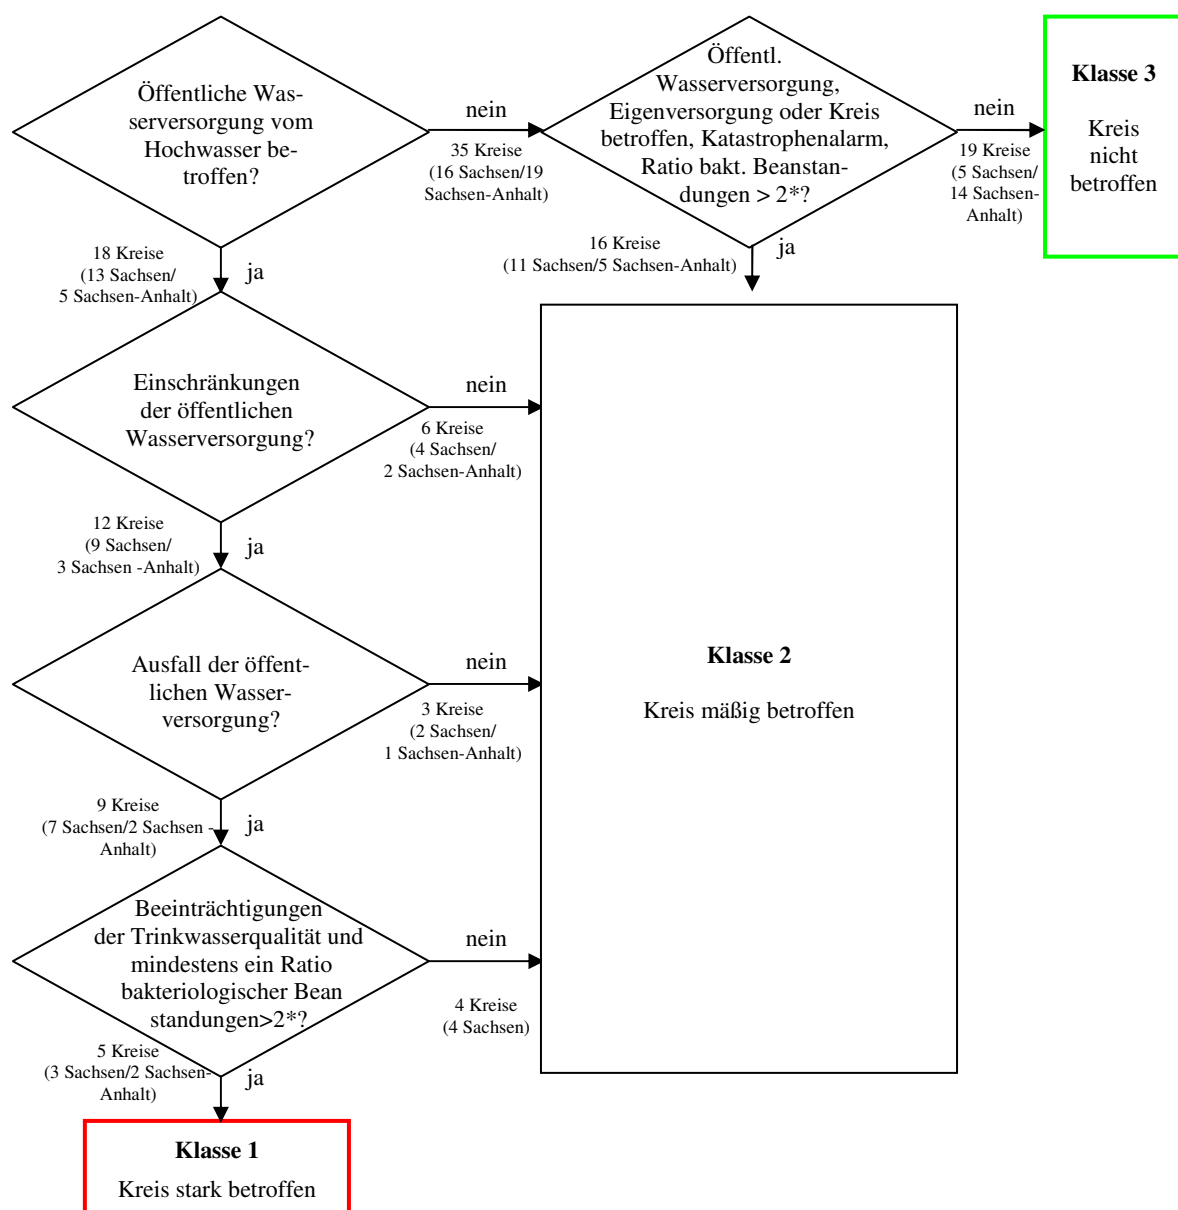 Öffentliche Was-
serversorgung vom
Hochwasser be-
troffen?
nein
35 Kreise
(16 Sachsen/19
Sachsen-Anhalt)
Öffentl.
Wasserversorgung,
Eigenversorgung oder Kreis
betroffen, Katastrophenalarm,
Ratio bakt. Beanstan-
dungen > 2*?
nein
19 Kreise
(5 Sachsen/
14 Sachsen-
Anhalt)
Klasse 3
Kreis
nicht
betroffen
18 Kreise
(13 Sachsen/
5 Sachsen-Anhalt)
ja
16 Kreise
(11 Sachsen/5 Sachsen-Anhalt)
ja
Einschränkungen
der öffentlichen
Wasserversorgung?
nein
6 Kreise
(4 Sachsen/
2 Sachsen-Anhalt)
12 Kreise
(9 Sachsen/
3 Sachsen -Anhalt)
ja
Ausfall der öffent-
lichen Wasser-
versorgung?
nein
3 Kreise
(2 Sachsen/
1 Sachsen-Anhalt)
Klasse 2
Kreis mäßig betroffen
9 Kreise
(7 Sachsen/2 Sachsen -
Anhalt)
ja
Beeinträchtigungen
der Trinkwasserqualität und
mindestens ein Ratio
bakteriologischer Bean
standungen>2*?
nein
4 Kreise
(4 Sachsen)
5 Kreise
(3 Sachsen/2 Sachsen-
Anhalt)
ja
Klasse 1
Kreis stark betroffen